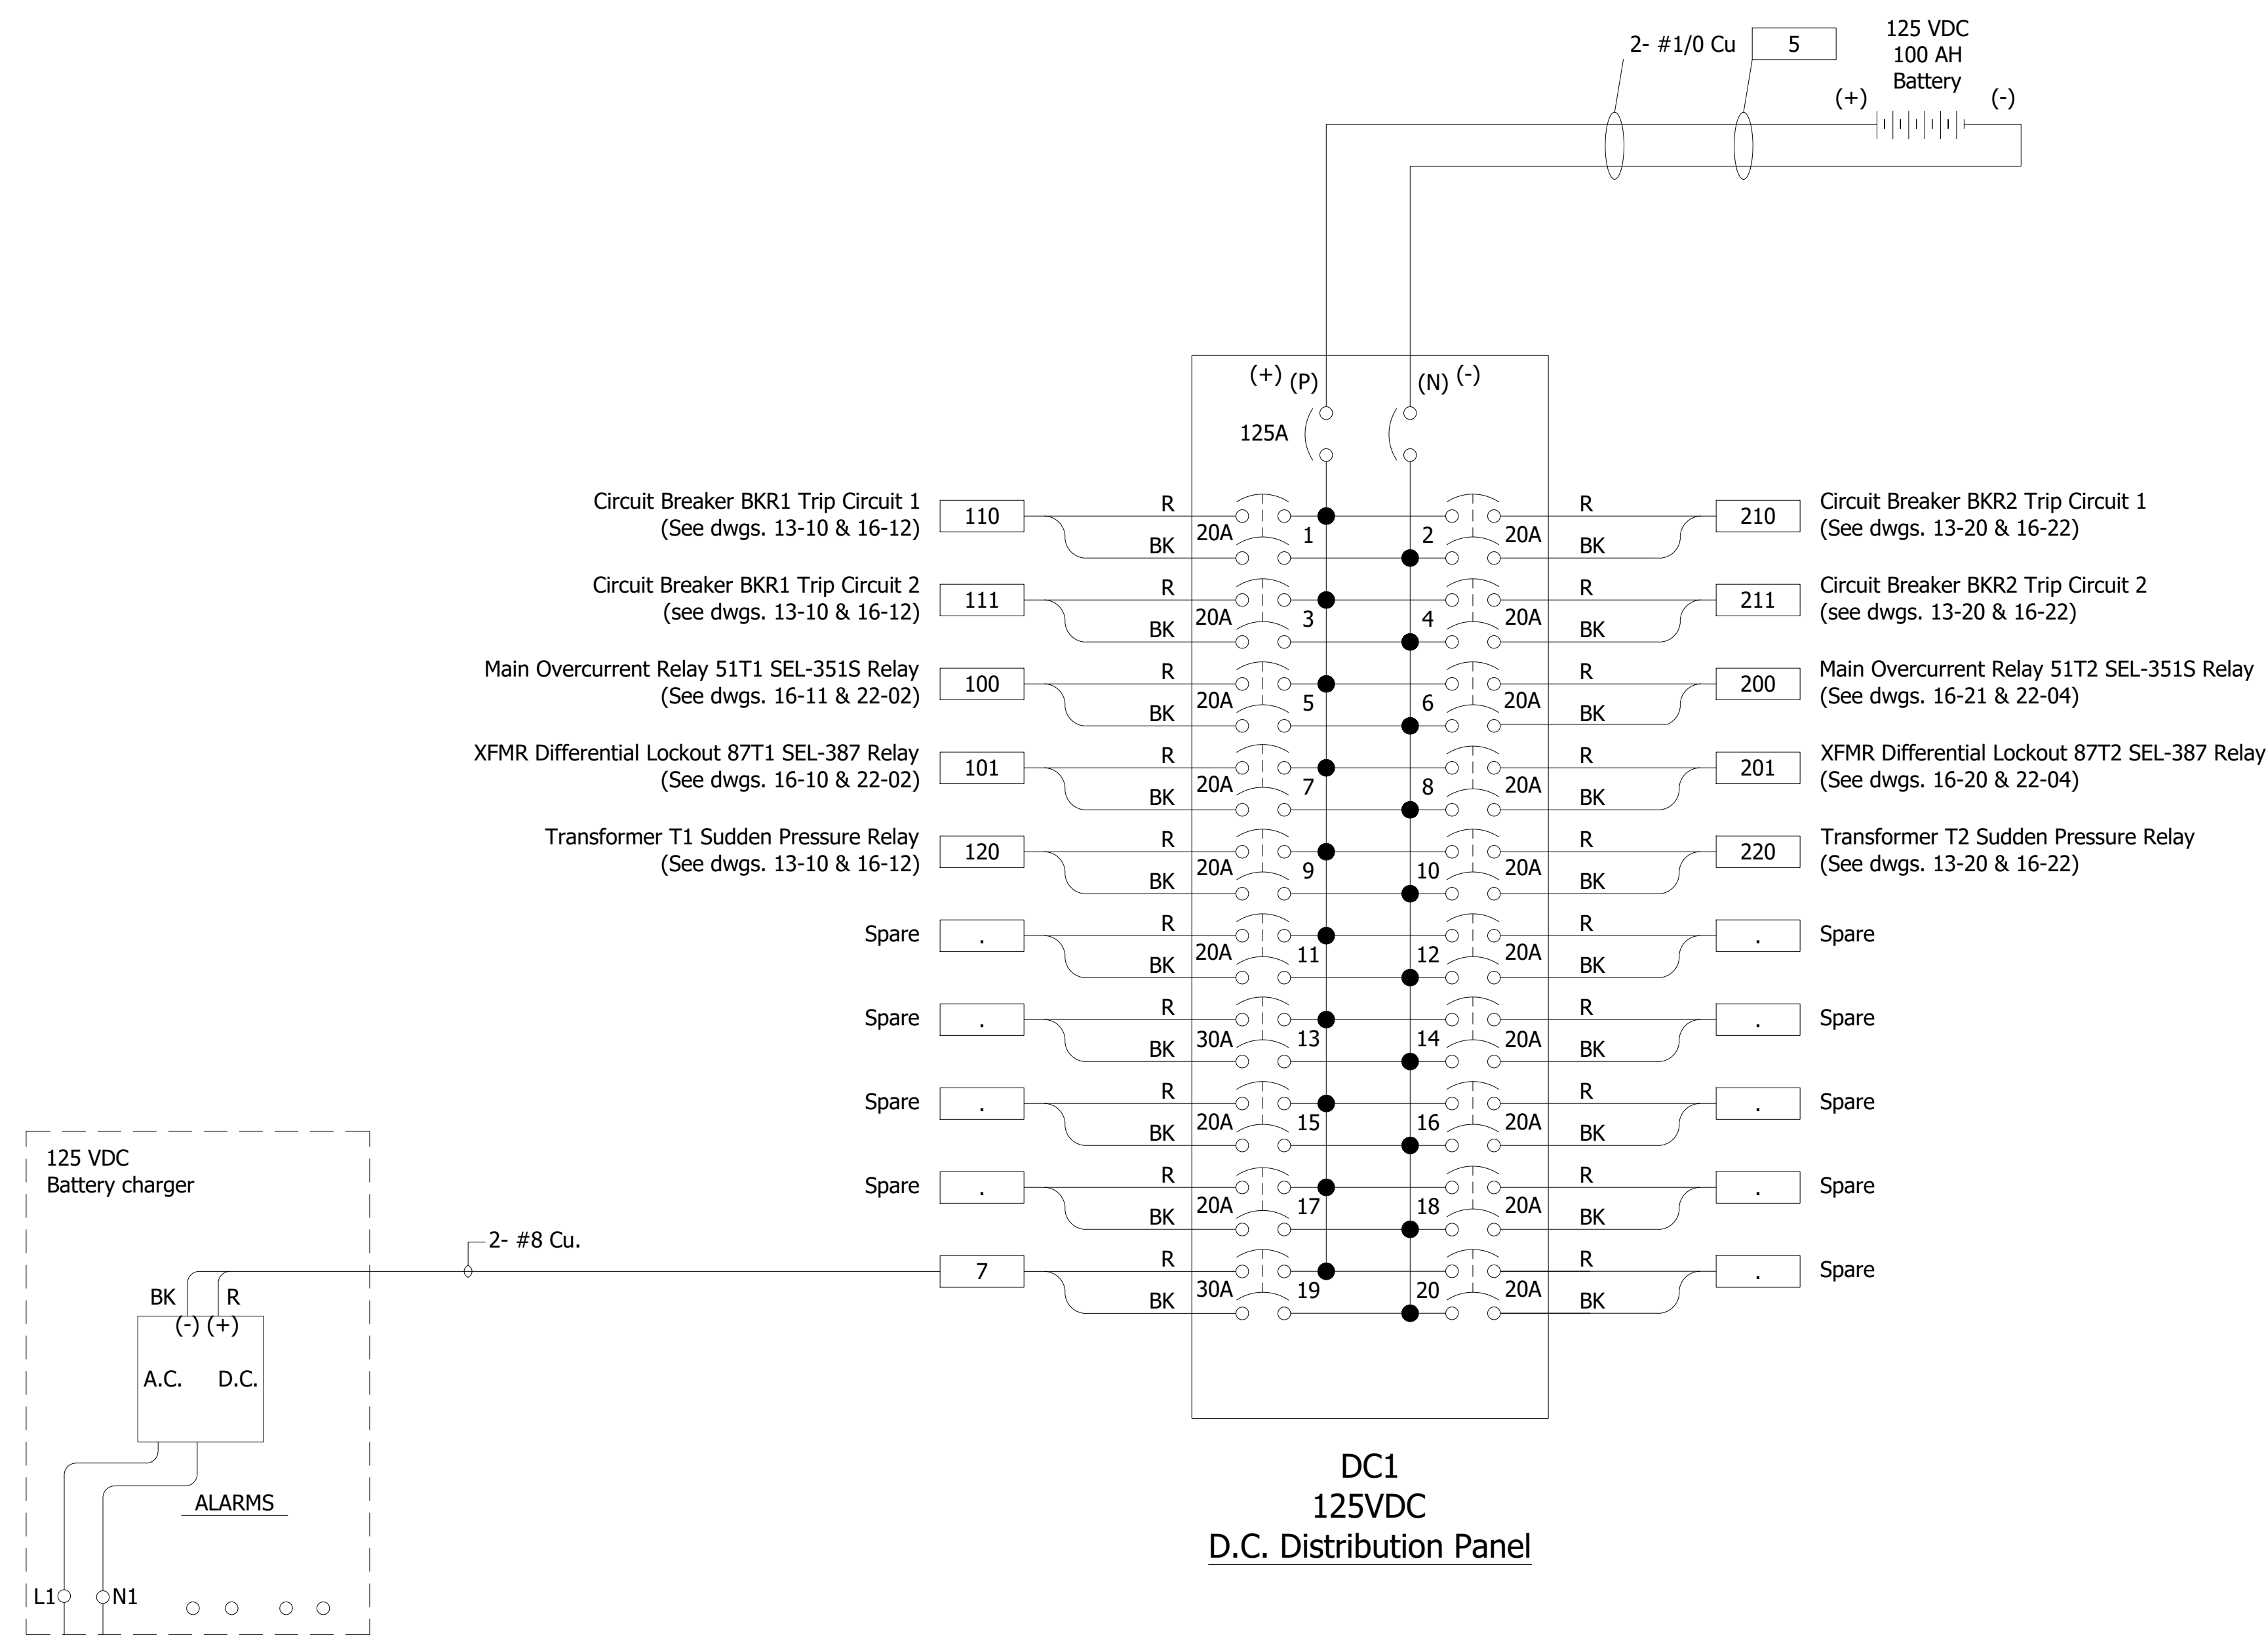 2- #1/0 Cu
5
125 VDC
100 AH
Battery
(+)
(-)
(+) (P)
(N) (-)
125A
Circuit Breaker BKR1 Trip Circuit 1
(See dwgs. 13-10 & 16-12)
110
R
BK
20A
1
2
20A
R
BK
210
Circuit Breaker BKR2 Trip Circuit 1
(See dwgs. 13-20 & 16-22)
Circuit Breaker BKR1 Trip Circuit 2
(see dwgs. 13-10 & 16-12)
111
R
BK
20A
3
4
20A
R
BK
211
Circuit Breaker BKR2 Trip Circuit 2
(see dwgs. 13-20 & 16-22)
Main Overcurrent Relay 51T1 SEL-351S Relay
(See dwgs. 16-11 & 22-02)
100
R
BK
20A
5
6
20A
R
BK
200
Main Overcurrent Relay 51T2 SEL-351S Relay
(See dwgs. 16-21 & 22-04)
XFMR Differential Lockout 87T1 SEL-387 Relay
(See dwgs. 16-10 & 22-02)
101
R
BK
20A
7
8
20A
R
BK
201
XFMR Differential Lockout 87T2 SEL-387 Relay
(See dwgs. 16-20 & 22-04)
Transformer T1 Sudden Pressure Relay
(See dwgs. 13-10 & 16-12)
120
R
BK
20A
9
10
20A
R
BK
220
Transformer T2 Sudden Pressure Relay
(See dwgs. 13-20 & 16-22)
Spare
.
R
BK
20A
11
12
20A
R
BK
.
Spare
Spare
.
R
BK
30A
13
14
20A
R
BK
.
Spare
Spare
.
R
BK
20A
15
16
20A
R
BK
.
Spare
Spare
.
R
BK
20A
17
18
20A
R
BK
.
Spare
7
R
BK
30A
19
20
20A
R
BK
.
Spare
125 VDC
Battery charger
2- #8 Cu.
BK
R
(-) (+)
A.C.
D.C.
ALARMS
L1
N1
DC1
125VDC
D.C. Distribution Panel